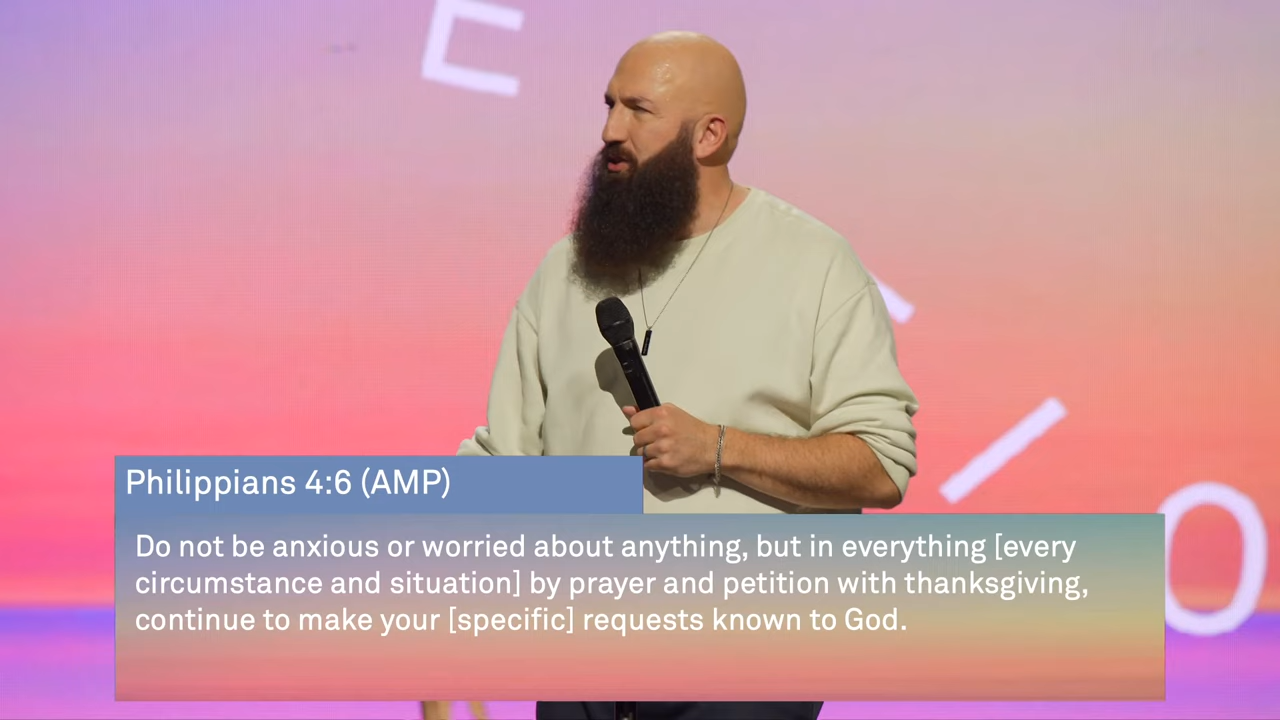 E
Philippians 4:6 (AMP)
Do not be anxious or worried about anything, but in everything [every
circumstance and situation] by prayer and petition with thanksgiving,
continue to make your [specific] requests known to God.
O